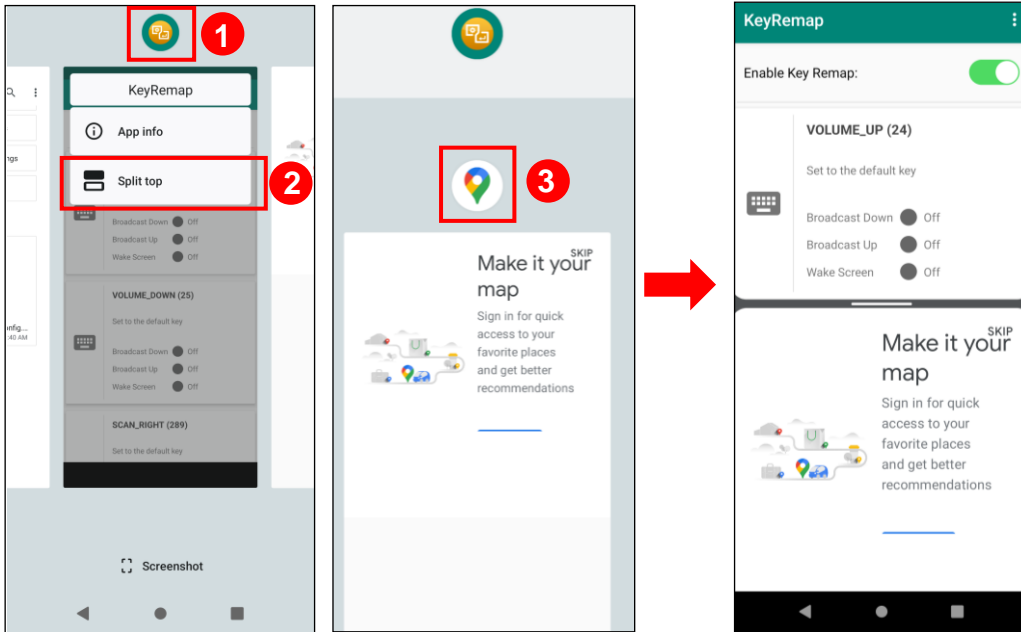 1
KeyRemap
App info
Split top
2
ngs
Broadcast Down Off
Broadcast Up Off
Wake Screen Off
VOLUME_DOWN (25)
Set to the default key
Broadcast Down Off
Broadcast Up Off
Wake Screen Off
onfig...
:40 AM
SCAN_RIGHT (289)
Set to the default key
Screenshot
3
SKIP
Make it your
map
Sign in for quick
access to your
favorite places
and get better
recommendations
KeyRemap
Enable Key Remap:
VOLUME_UP (24)
Set to the default key
Broadcast Down Off
Broadcast Up Off
Wake Screen Off
SKIP
Make it your
map
Sign in for quick
access to your
favorite places
and get better
recommendations